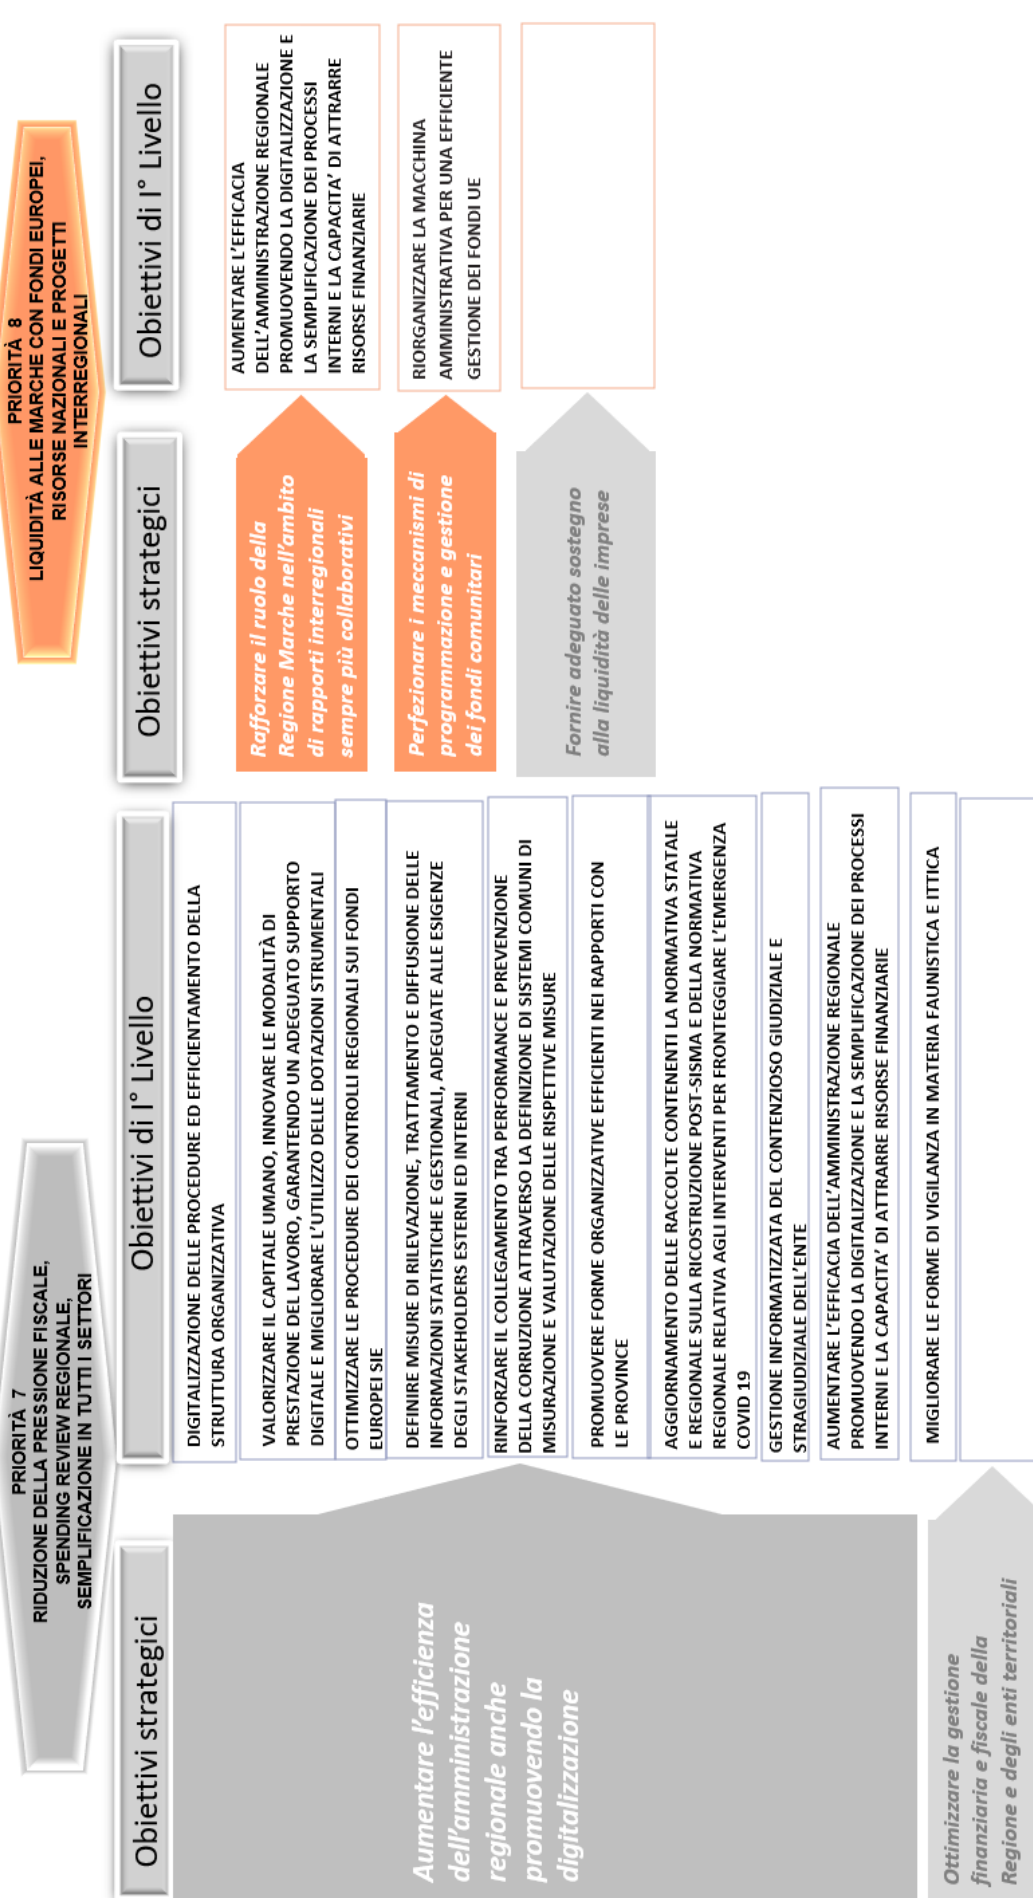 PRIORITÀ 7
RIDUZIONE DELLA PRESSIONE FISCALE,
SPENDING REVIEW REGIONALE,
SEMPLIFICAZIONE IN TUTTI I SETTORI
Obiettivi strategici
Obiettivi di I° Livello
Aumentare l'efficienza
dell'amministrazione
regionale anche
promuovendo la
digitalizzazione
DIGITALIZZAZIONE DELLE PROCEDURE ED EFFICIENTAMENTO DELLA
STRUTTURA ORGANIZZATIVA
VALORIZZARE IL CAPITALE UMANO, INNOVARE LE MODALITÀ DI
PRESTAZIONE DEL LAVORO, GARANTENDO UN ADEGUATO SUPPORTO
DIGITALE E MIGLIORARE L'UTILIZZO DELLE DOTAZIONI STRUMENTALI
OTTIMIZZARE LE PROCEDURE DEI CONTROLLI REGIONALI SUI FONDI
EUROPEI SIE
DEFINIRE MISURE DI RILEVAZIONE, TRATTAMENTO E DIFFUSIONE DELLE
INFORMAZIONI STATISTICHE E GESTIONALI, ADEGUATE ALLE ESIGENZE
DEGLI STAKEHOLDERS ESTERNI ED INTERNI
RINFORZARE IL COLLEGAMENTO TRA PERFORMANCE E PREVENZIONE
DELLA CORRUZIONE ATTRAVERSO LA DEFINIZIONE DI SISTEMI COMUNI DI
MISURAZIONE E VALUTAZIONE DELLE RISPETTIVE MISURE
PROMUOVERE FORME ORGANIZZATIVE EFFICIENTI NEI RAPPORTI CON
LE PROVINCE
AGGIORNAMENTO DELLE RACCOLTE CONTENENTI LA NORMATIVA STATALE
E REGIONALE SULLA RICOSTRUZIONE POST-SISMA E DELLA NORMATIVA
REGIONALE RELATIVA AGLI INTERVENTI PER FRONTEGGIARE L'EMERGENZA
COVID 19
GESTIONE INFORMATIZZATA DEL CONTENZIOSO GIUDIZIALE E
STRAGIUDIZIALE DELL'ENTE
AUMENTARE L'EFFICACIA DELL'AMMINISTRAZIONE REGIONALE
PROMUOVENDO LA DIGITALIZZAZIONE E LA SEMPLIFICAZIONE DEI PROCESSI
INTERNI E LA CAPACITA' DI ATTRARRE RISORSE FINANZIARIE
MIGLIORARE LE FORME DI VIGILANZA IN MATERIA FAUNISTICA E ITTICA
Ottimizzare la gestione
finanziaria e fiscale della
Regione e degli enti territoriali
PRIORITÀ 8
LIQUIDITÀ ALLE MARCHE CON FONDI EUROPEI,
RISORSE NAZIONALI E PROGETTI
INTERREGIONALI
Obiettivi strategici
Obiettivi di I° Livello
Rafforzare il ruolo della
Regione Marche nell'ambito
di rapporti interregionali
sempre più collaborativi
AUMENTARE L'EFFICACIA
DELL'AMMINISTRAZIONE REGIONALE
PROMUOVENDO LA DIGITALIZZAZIONE E
LA SEMPLIFICAZIONE DEI PROCESSI
INTERNI E LA CAPACITA' DI ATTRARRE
RISORSE FINANZIARIE
Perfezionare i meccanismi di
programmazione e gestione
dei fondi comunitari
RIORGANIZZARE LA MACCHINA
AMMINISTRATIVA PER UNA EFFICIENTE
GESTIONE DEI FONDI UE
Fornire adeguato sostegno
alla liquidità delle imprese